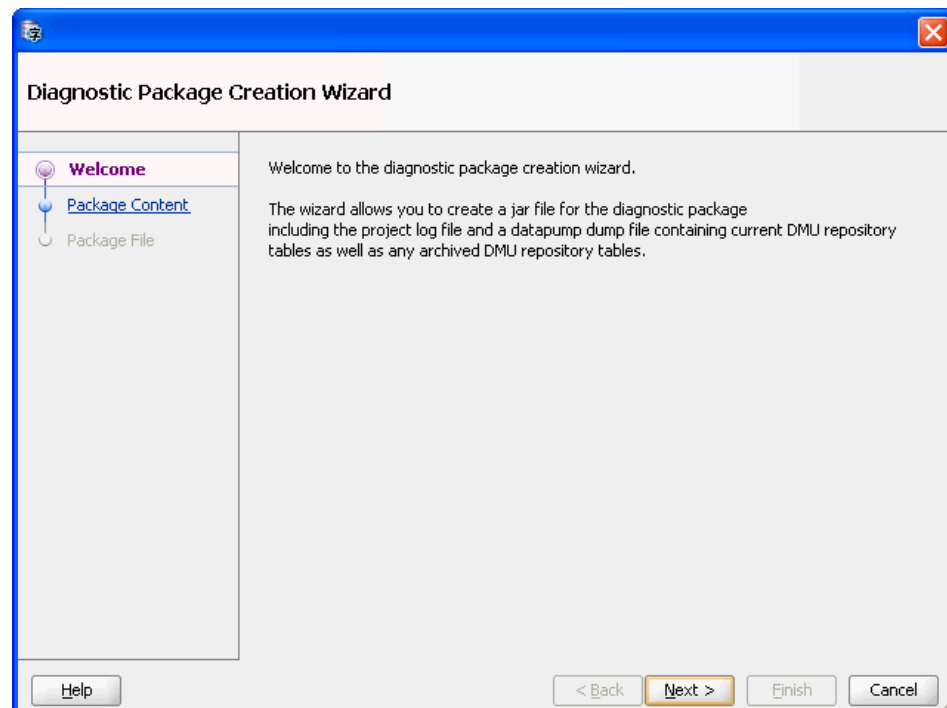 字
Diagnostic Package Creation Wizard
Welcome
Package Content
Package File
Welcome to the diagnostic package creation wizard.
The wizard allows you to create a jar file for the diagnostic package
including the project log file and a datapump dump file containing current DMU repository
tables as well as any archived DMU repository tables.
Help
< Back
Next >
Finish
Cancel